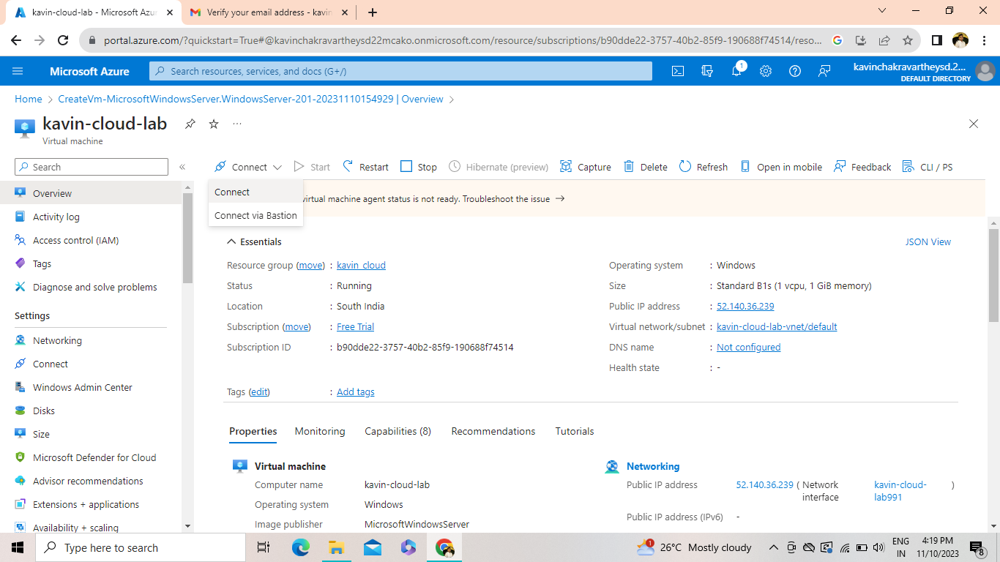 kavin-cloud-lab - Microsoft Azur
Verify your email address - kavin
portal.azure.com/?quickstart=True#@kavinchakravartheysd22mcako.onmicrosoft.com/resource/subscriptions/b90dde22-3757-40b2-85f9-190688f74514/reso...
Microsoft Azure
Search resources, services, and docs (G+/)
1
kavinchakravartheysd.2...
DEFAULT DIRECTORY
Home > CreateVm-MicrosoftWindowsServer.WindowsServer-201-20231110154929 | Overview >
kavin-cloud-lab
Virtual machine
Search
«
Connect
Start
Restart
Stop
Hibernate (preview)
Capture
Delete
Refresh
Open in mobile
Feedback
CLI / PS
Connect
Connect via Bastion
virtual machine agent status is not ready. Troubleshoot the issue →
Overview
Activity log
Access control (IAM)
Tags
Diagnose and solve problems
Settings
Networking
Connect
Windows Admin Center
Disks
Size
Microsoft Defender for Cloud
Advisor recommendations
Extensions + applications
Availability + scaling
Essentials
JSON View
Resource group (move) : kavin_cloud
Status : Running
Location : South India
Subscription (move) : Free Trial
Subscription ID : b90dde22-3757-40b2-85f9-190688f74514
Operating system : Windows
Size : Standard B1s (1 vcpu, 1 GiB memory)
Public IP address : 52.140.36.239
Virtual network/subnet : kavin-cloud-lab-vnet/default
DNS name : Not configured
Health state : -
Tags (edit) : Add tags
Properties
Monitoring
Capabilities (8)
Recommendations
Tutorials
Virtual machine
Computer name kavin-cloud-lab
Operating system Windows
Image publisher MicrosoftWindowsServer
Networking
Public IP address 52.140.36.239 ( Network interface kavin-cloud-lab991 )
Public IP address (IPv6) -
Type here to search
1
26°C Mostly cloudy
ENG
IN
4:19 PM
11/10/2023
8